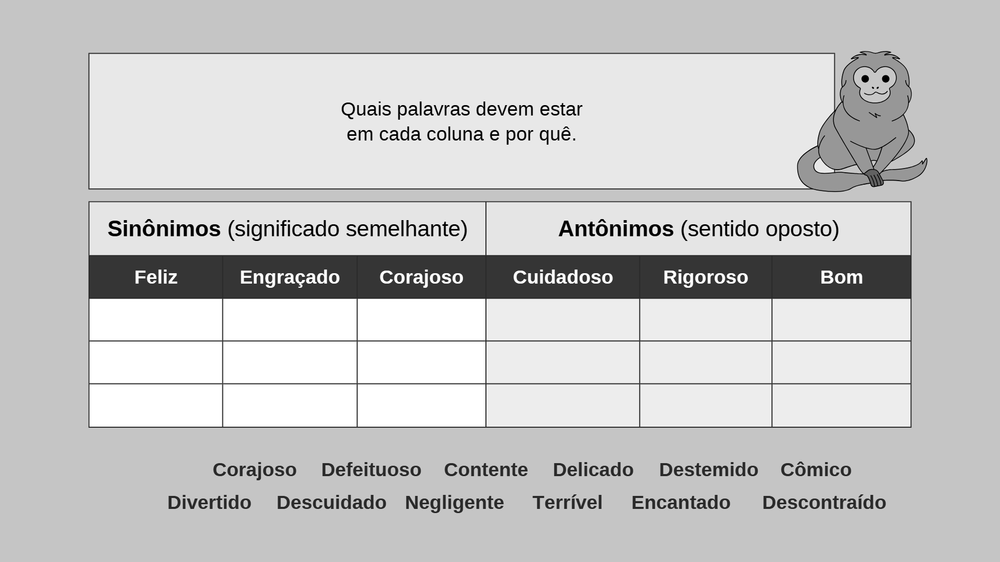 Quais palavras devem estar
em cada coluna e por quê.
Sinônimos (significado semelhante) Antônimos (sentido oposto)
Feliz Engraçado Corajoso Cuidadoso Rigoroso Bom
Corajoso Defeituoso Contente Delicado Destemido Cômico
Divertido Descuidado Negligente Terrível Encantado Descontraído